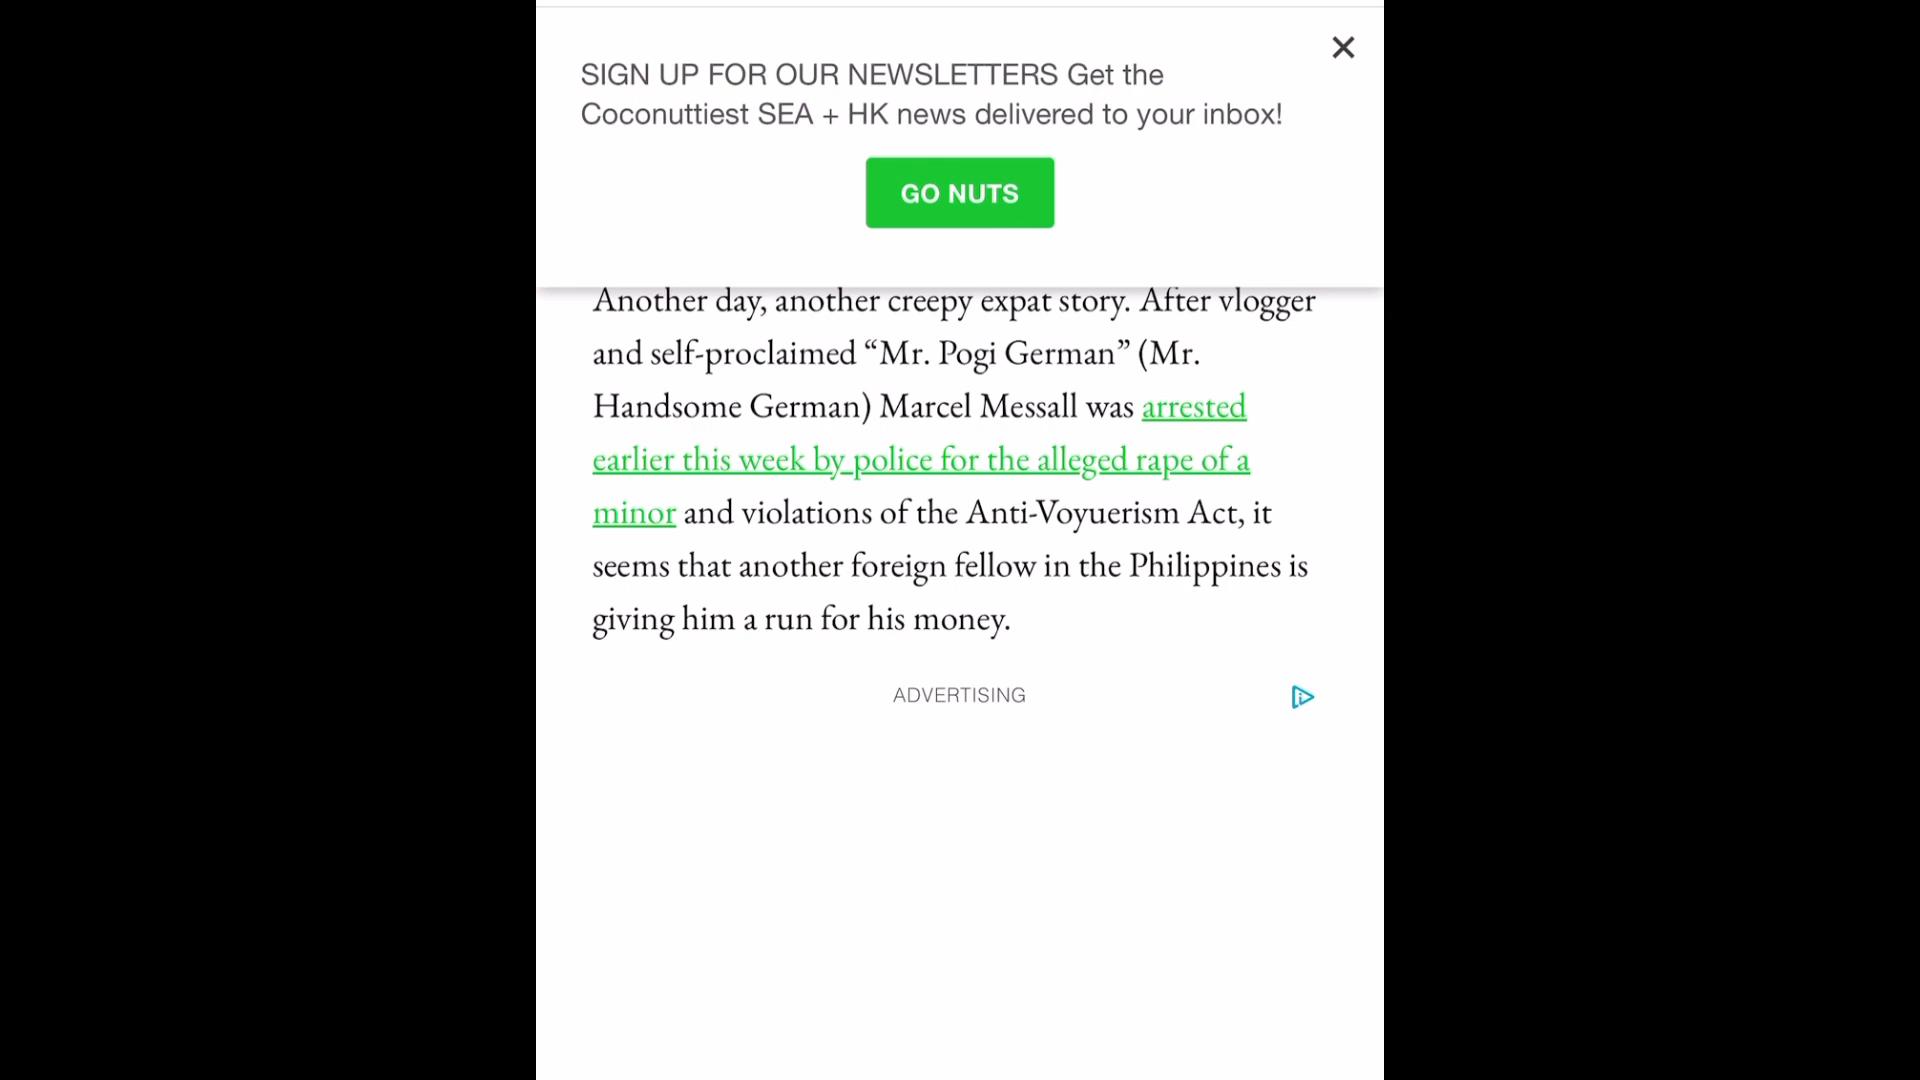 SIGN UP FOR OUR NEWSLETTERS Get the
Coconuttiest SEA + HK news delivered to your inbox!
GO NUTS
Another day, another creepy expat story. After vlogger
and self-proclaimed “Mr. Pogi German” (Mr.
Handsome German) Marcel Messall was arrested
earlier this week by police for the alleged rape of a
minor and violations of the Anti-Voyuerism Act, it
seems that another foreign fellow in the Philippines is
giving him a run for his money.
ADVERTISING